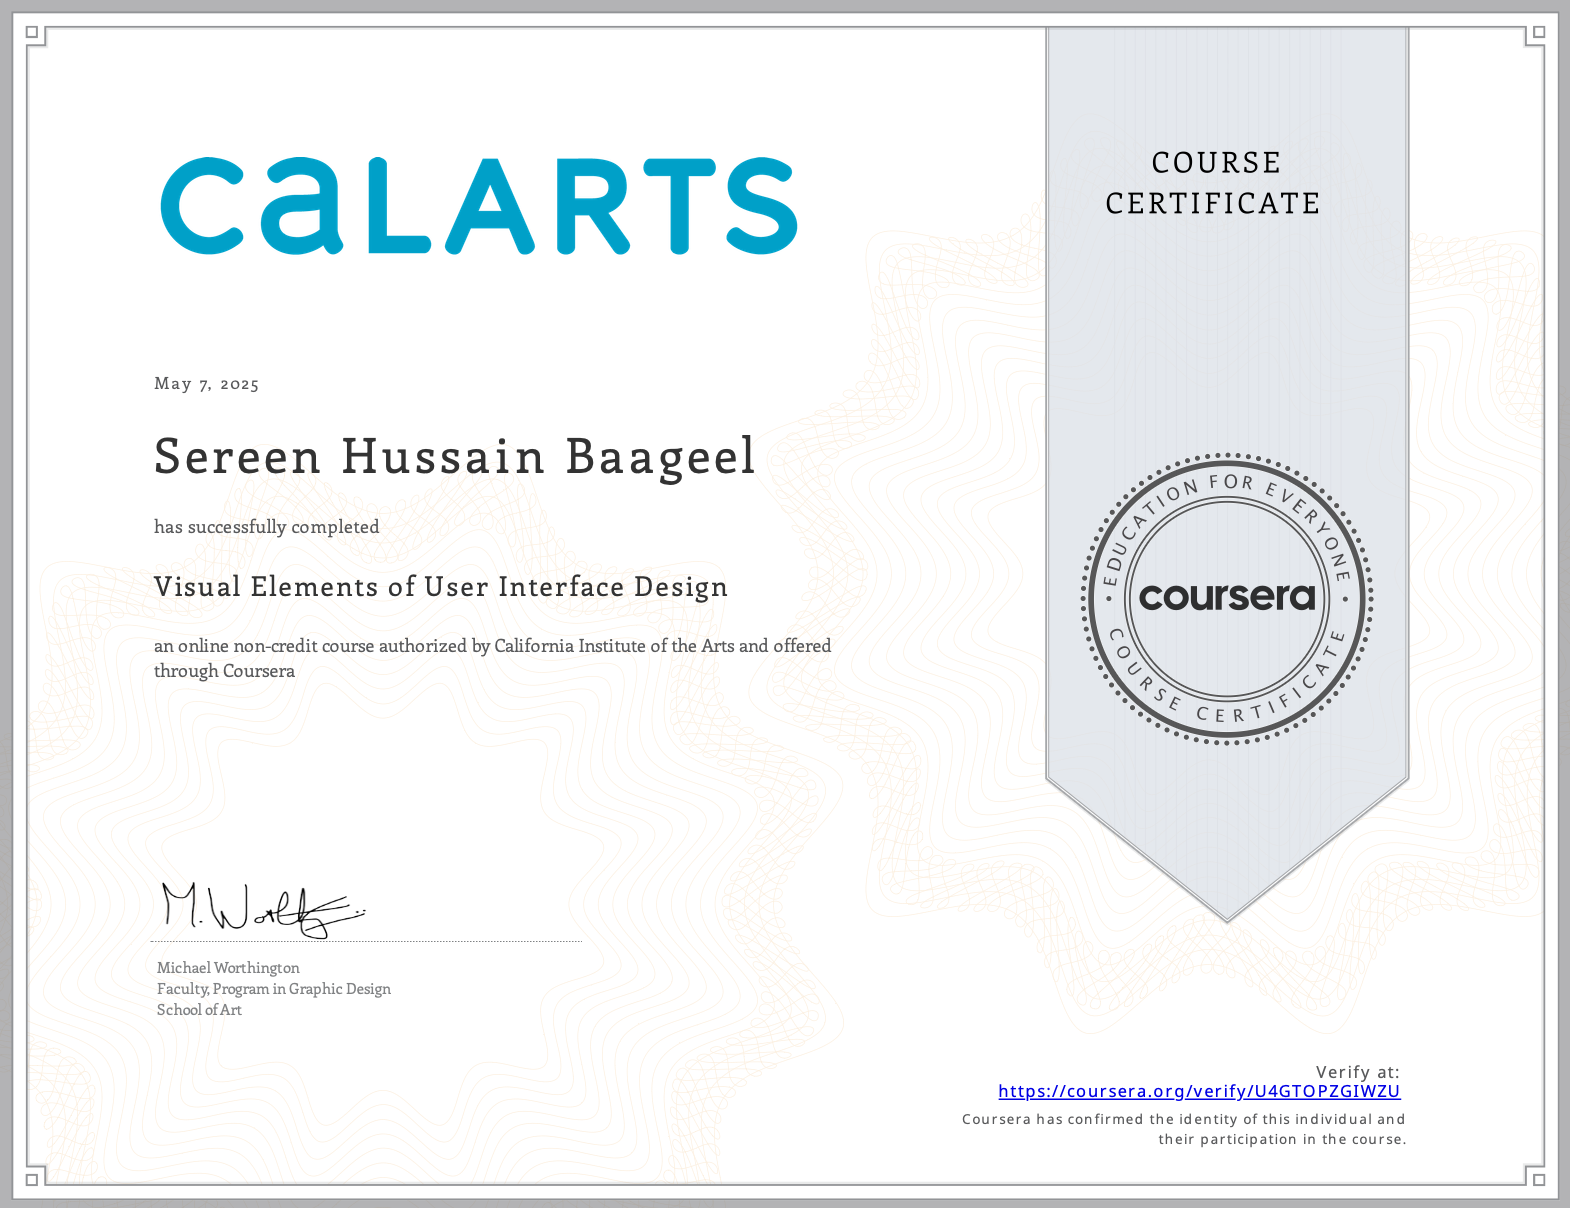 CaLARTS
COURSE
CERTIFICATE
May 7, 2025
Sereen Hussain Baageel
has successfully completed
Visual Elements of User Interface Design
an online non-credit course authorized by California Institute of the Arts and offered
through Coursera
EDUCATION FOR EVERYONE
coursera
COURSE CERTIFICATE
M. Worth
Michael Worthington
Faculty, Program in Graphic Design
School of Art
Verify at:
https://coursera.org/verify/U4GTOPZGIWZU
Coursera has confirmed the identity of this individual and
their participation in the course.